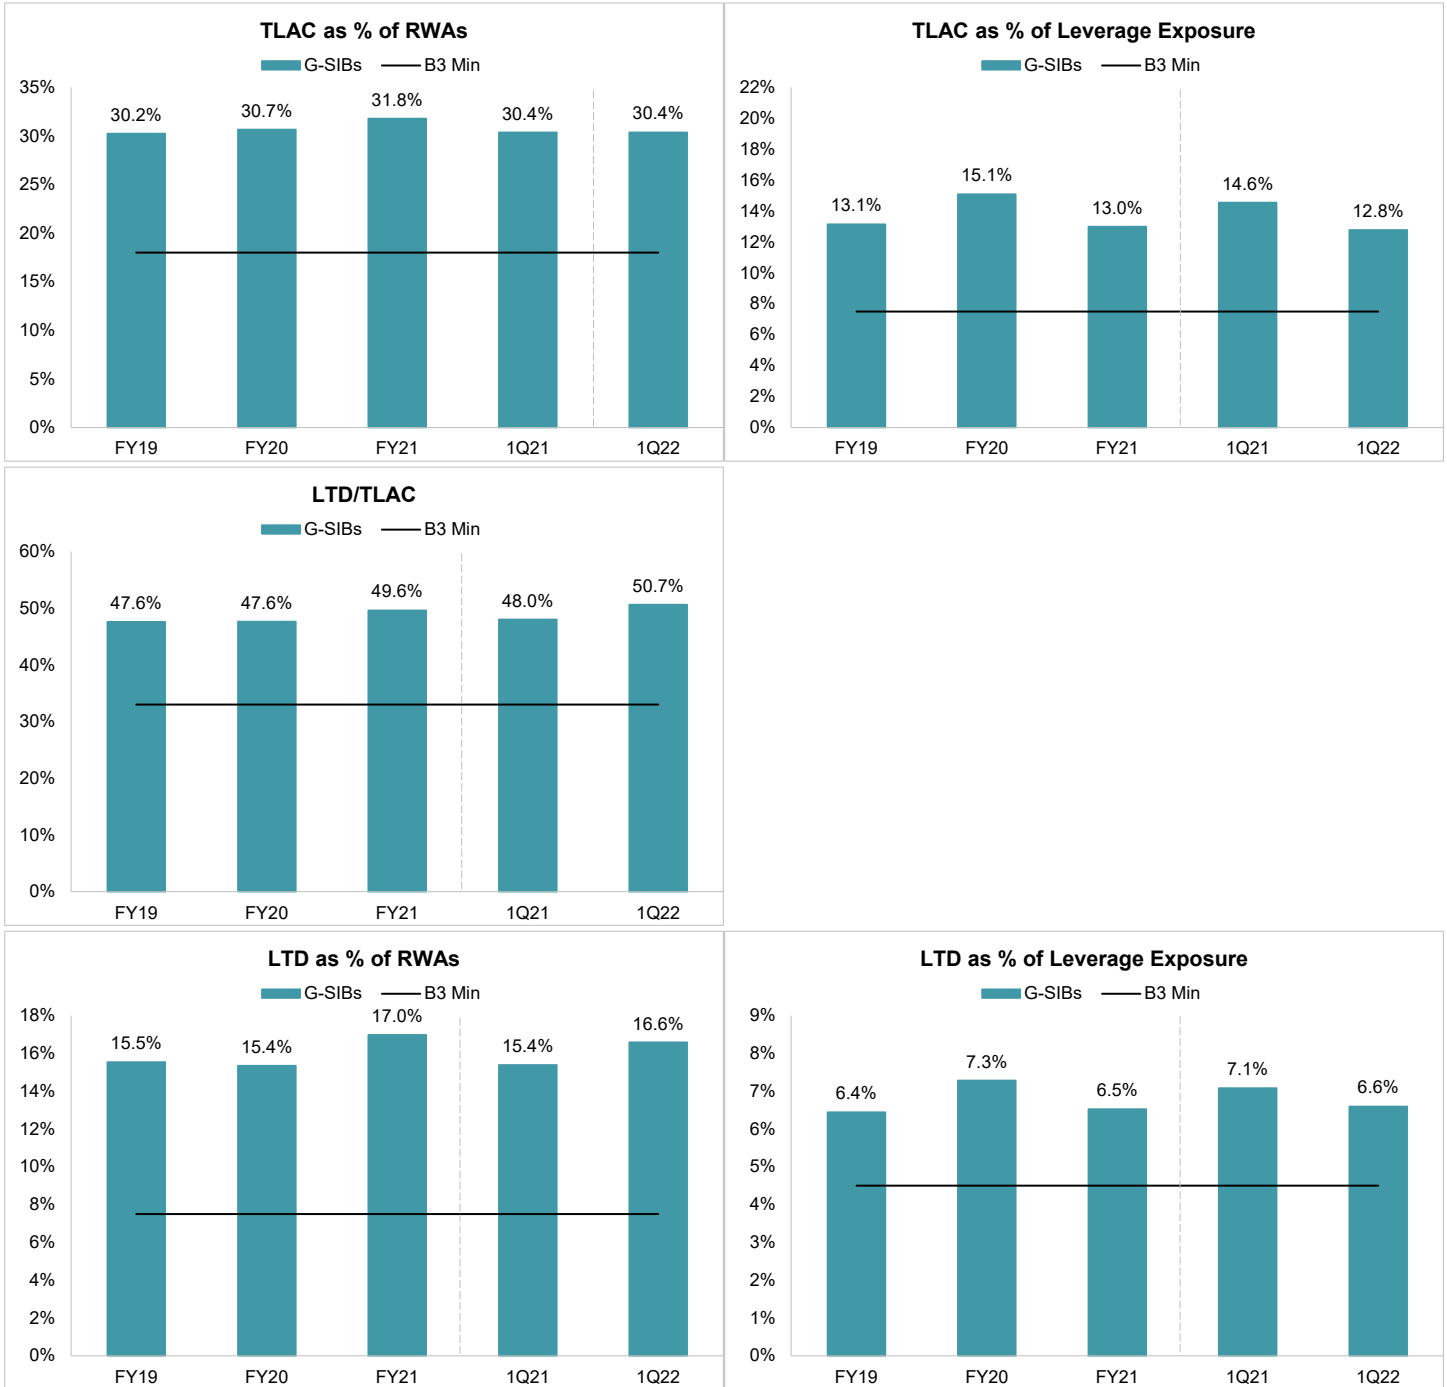 TLAC as % of RWAs
G-SIBs B3 Min
35%
30%
25%
20%
15%
10%
5%
0%
30.2% 30.7% 31.8% 30.4% 30.4%
FY19 FY20 FY21 1Q21 1Q22
TLAC as % of Leverage Exposure
G-SIBs B3 Min
22%
20%
18%
16%
14%
12%
10%
8%
6%
4%
2%
0%
13.1% 15.1% 13.0% 14.6% 12.8%
FY19 FY20 FY21 1Q21 1Q22
LTD/TLAC
G-SIBs B3 Min
60%
50%
40%
30%
20%
10%
0%
47.6% 47.6% 49.6% 48.0% 50.7%
FY19 FY20 FY21 1Q21 1Q22
LTD as % of RWAs
G-SIBs B3 Min
18%
16%
14%
12%
10%
8%
6%
4%
2%
0%
15.5% 15.4% 17.0% 15.4% 16.6%
FY19 FY20 FY21 1Q21 1Q22
LTD as % of Leverage Exposure
G-SIBs B3 Min
9%
8%
7%
6%
5%
4%
3%
2%
1%
0%
6.4% 7.3% 6.5% 7.1% 6.6%
FY19 FY20 FY21 1Q21 1Q22